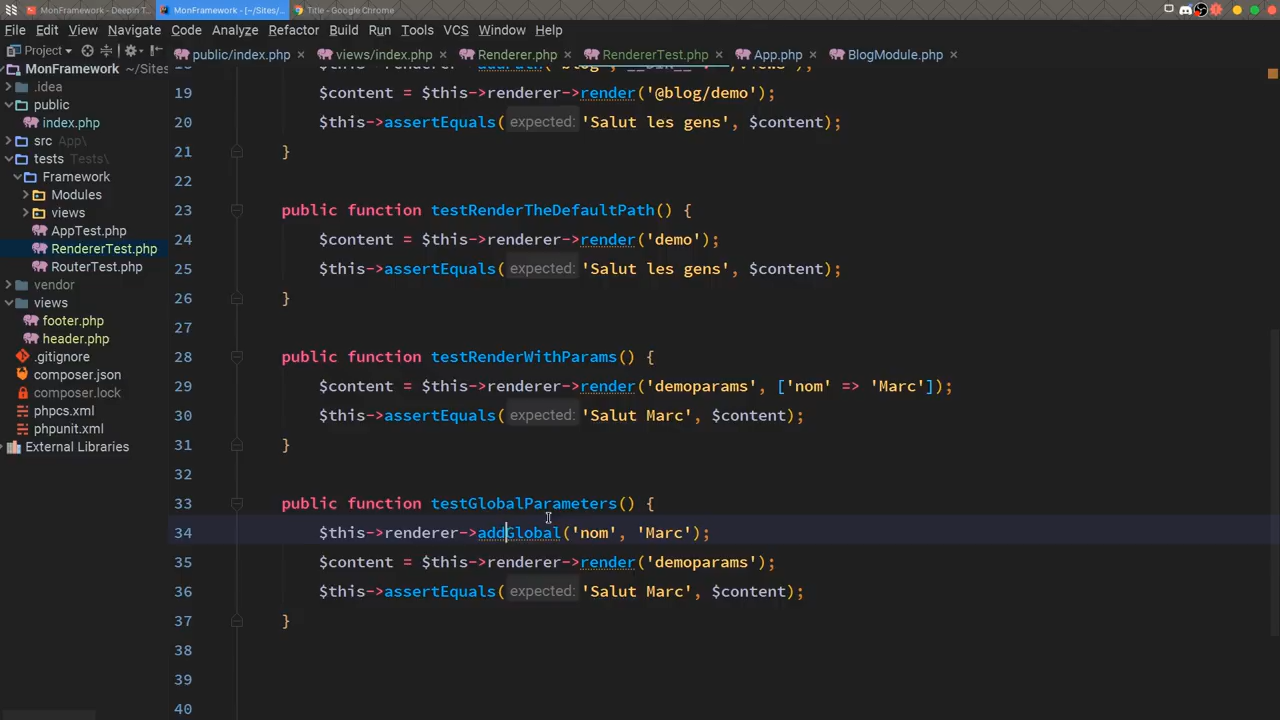 MonFramework - Deepin T...
MonFramework - [~/Sites/...
Title - Google Chrome
File Edit View Navigate Code Analyze Refactor Build Run Tools VCS Window Help
Project
public/index.php
views/index.php
Renderer.php
RendererTest.php
App.php
BlogModule.php
MonFramework ~/Sites
.idea
public
index.php
src App\
tests Tests\
Framework
Modules
views
AppTest.php
RendererTest.php
RouterTest.php
vendor
views
footer.php
header.php
.gitignore
composer.json
composer.lock
phpcs.xml
phpunit.xml
External Libraries
19 $content = $this->renderer->render('@blog/demo');
20 $this->assertEquals( expected: 'Salut les gens', $content);
21 }
22
23 public function testRenderTheDefaultPath() {
24 $content = $this->renderer->render('demo');
25 $this->assertEquals( expected: 'Salut les gens', $content);
26 }
27
28 public function testRenderWithParams() {
29 $content = $this->renderer->render('demoparams', ['nom' => 'Marc']);
30 $this->assertEquals( expected: 'Salut Marc', $content);
31 }
32
33 public function testGlobalParameters() {
34 $this->renderer->addGlobal('nom', 'Marc');
35 $content = $this->renderer->render('demoparams');
36 $this->assertEquals( expected: 'Salut Marc', $content);
37 }
38
39
40